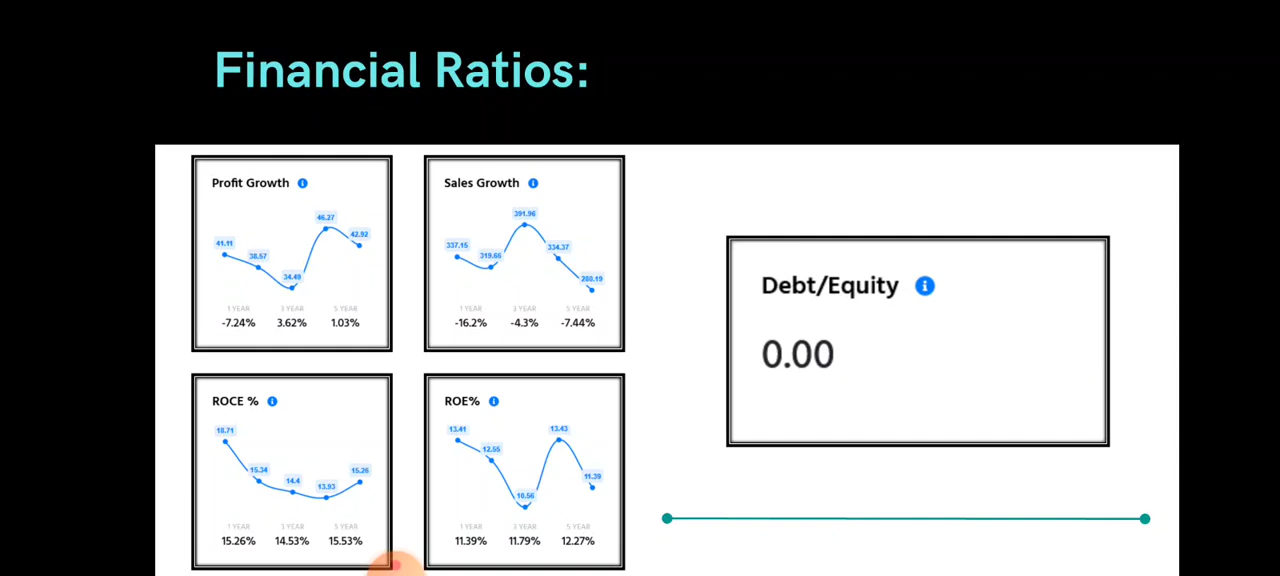 Financial Ratios:
Profit Growth
41.11
38.57
34.49
46.27
42.92
1 YEAR 3 YEAR 5 YEAR
-7.24% 3.62% 1.03%
Sales Growth
337.15
319.66
391.96
334.37
280.19
1 YEAR 3 YEAR 5 YEAR
-16.2% -4.3% -7.44%
Debt/Equity
0.00
ROCE %
18.71
15.34
14.4
13.93
15.26
1 YEAR 3 YEAR 5 YEAR
15.26% 14.53% 15.53%
ROE%
13.41
12.55
10.56
13.43
11.39
1 YEAR 3 YEAR 5 YEAR
11.39% 11.79% 12.27%